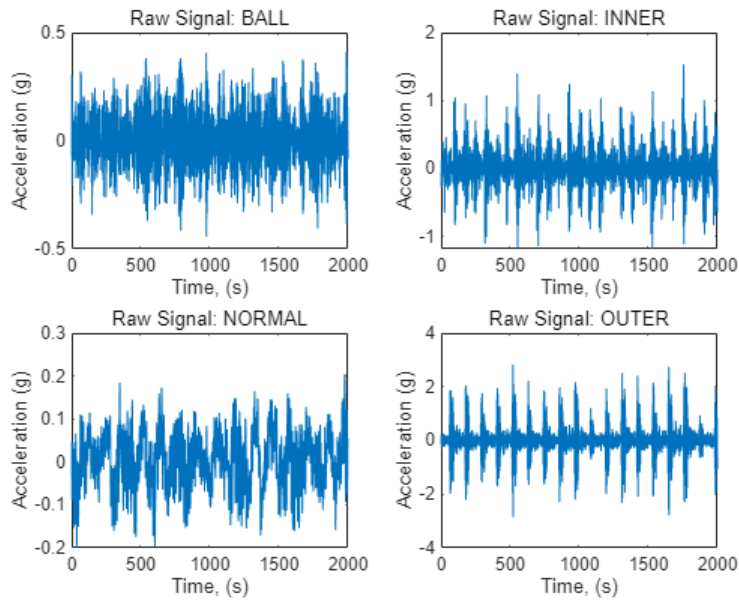 Raw Signal: BALL
0.5
0
-0.5
Acceleration (g)
0 500 1000 1500 2000
Time, (s)
Raw Signal: INNER
2
1
0
-1
Acceleration (g)
0 500 1000 1500 2000
Time, (s)
Raw Signal: NORMAL
0.3
0.2
0.1
0
-0.1
-0.2
Acceleration (g)
0 500 1000 1500 2000
Time, (s)
Raw Signal: OUTER
4
2
0
-2
-4
Acceleration (g)
0 500 1000 1500 2000
Time, (s)